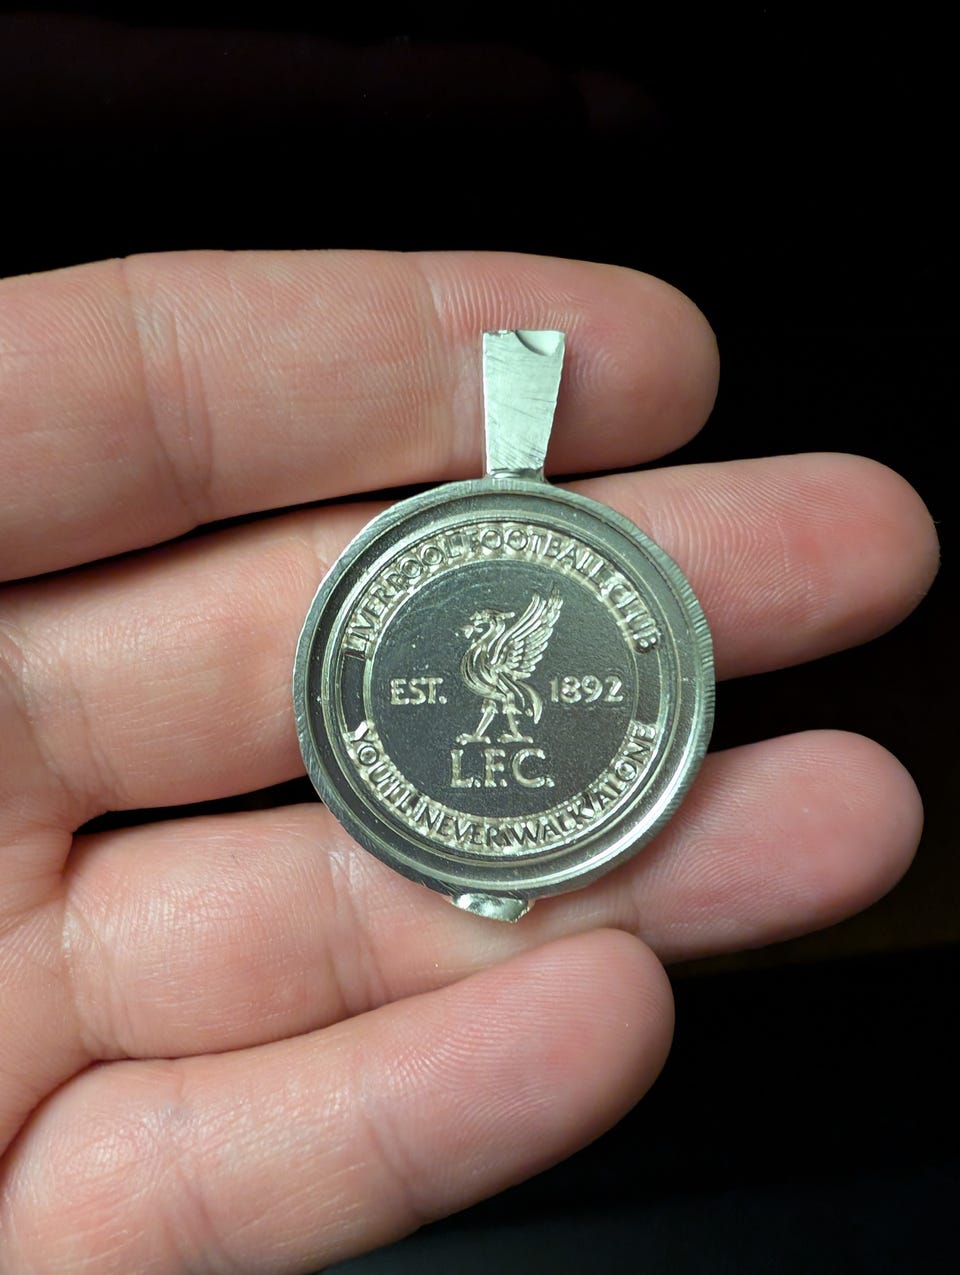 LIVERPOOL FOOTBALL CLUB
EST. 1892
L.F.C.
YOU'LL NEVER WALK ALONE